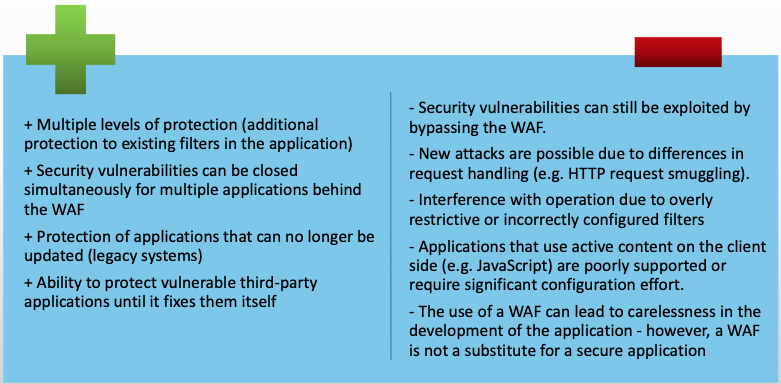 + Multiple levels of protection (additional
protection to existing filters in the application)
+ Security vulnerabilities can be closed
simultaneously for multiple applications behind
the WAF
+ Protection of applications that can no longer be
updated (legacy systems)
+ Ability to protect vulnerable third-party
applications until it fixes them itself
- Security vulnerabilities can still be exploited by
bypassing the WAF.
- New attacks are possible due to differences in
request handling (e.g. HTTP request smuggling).
- Interference with operation due to overly
restrictive or incorrectly configured filters
- Applications that use active content on the client
side (e.g. JavaScript) are poorly supported or
require significant configuration effort.
- The use of a WAF can lead to carelessness in the
development of the application - however, a WAF
is not a substitute for a secure application